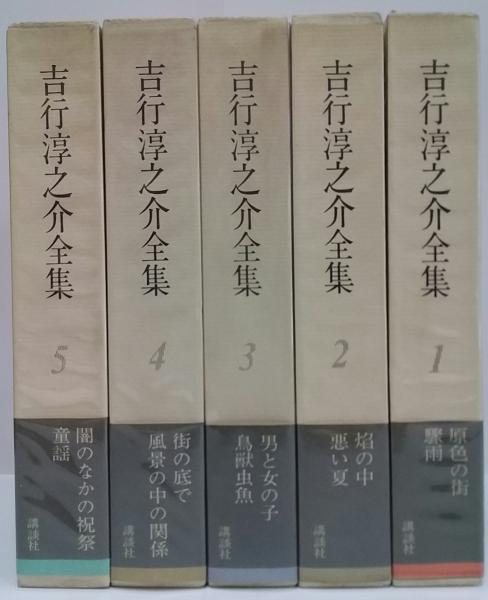 吉行淳之介全集
1
原色の街
驟雨
講談社
吉行淳之介全集
2
焰の中
悪い夏
講談社
吉行淳之介全集
3
男と女の子
鳥獣虫魚
講談社
吉行淳之介全集
4
街の底で
風景の中の関係
講談社
吉行淳之介全集
5
闇のなかの祝祭
童謡
講談社